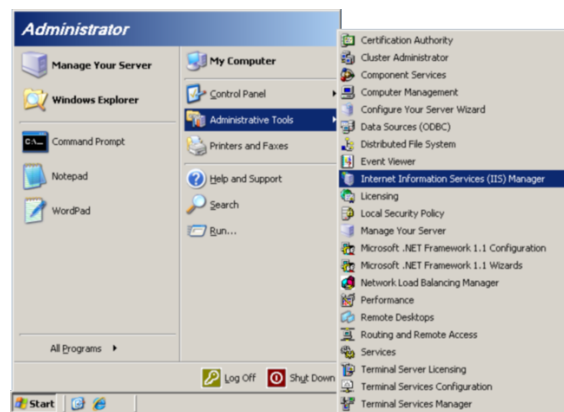 Administrator
Manage Your Server
Windows Explorer
Command Prompt
Notepad
WordPad
All Programs
My Computer
Control Panel
Administrative Tools
Printers and Faxes
Help and Support
Search
Run...
Log Off
Shut Down
Start
Certification Authority
Cluster Administrator
Component Services
Computer Management
Configure Your Server Wizard
Data Sources (ODBC)
Distributed File System
Event Viewer
Internet Information Services (IIS) Manager
Licensing
Local Security Policy
Manage Your Server
Microsoft .NET Framework 1.1 Configuration
Microsoft .NET Framework 1.1 Wizards
Network Load Balancing Manager
Performance
Remote Desktops
Routing and Remote Access
Services
Terminal Server Licensing
Terminal Services Configuration
Terminal Services Manager